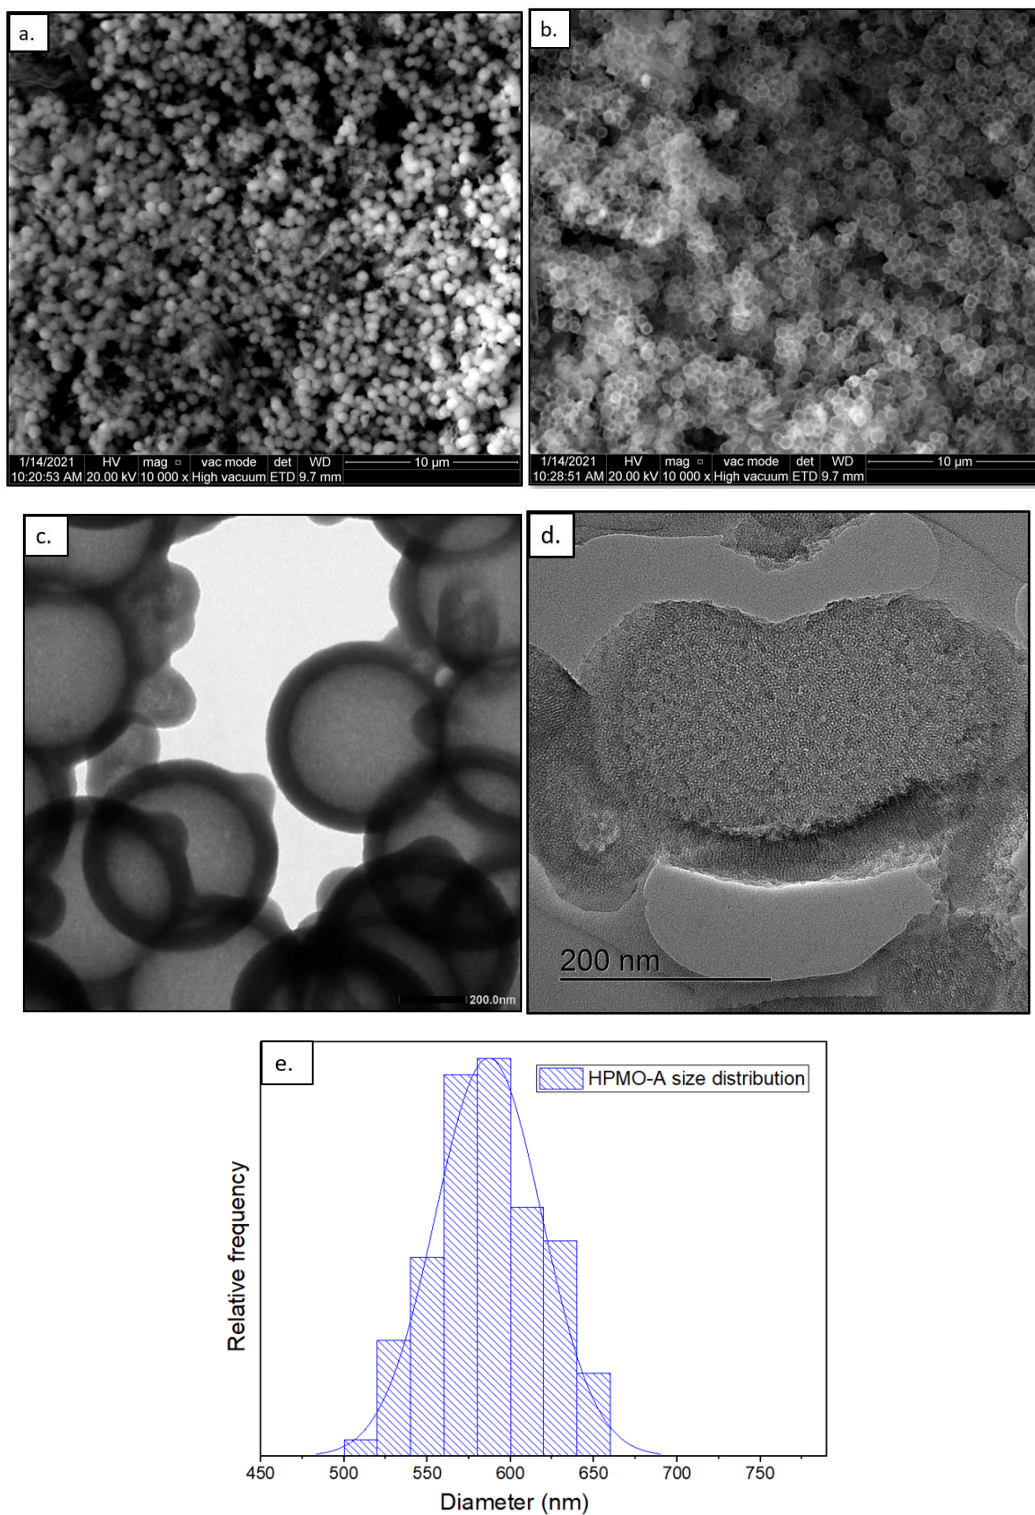 a.
b.
1/14/2021 HV mag □ vac mode det WD 10 µm
10:20:53 AM 20.00 kV 10 000 x High vacuum ETD 9.7 mm
1/14/2021 HV mag □ vac mode det WD 10 µm
10:28:51 AM 20.00 kV 10 000 x High vacuum ETD 9.7 mm
c.
d.
200.0nm
200 nm
e.
HPMO-A size distribution
Relative frequency
450 500 550 600 650 700 750
Diameter (nm)